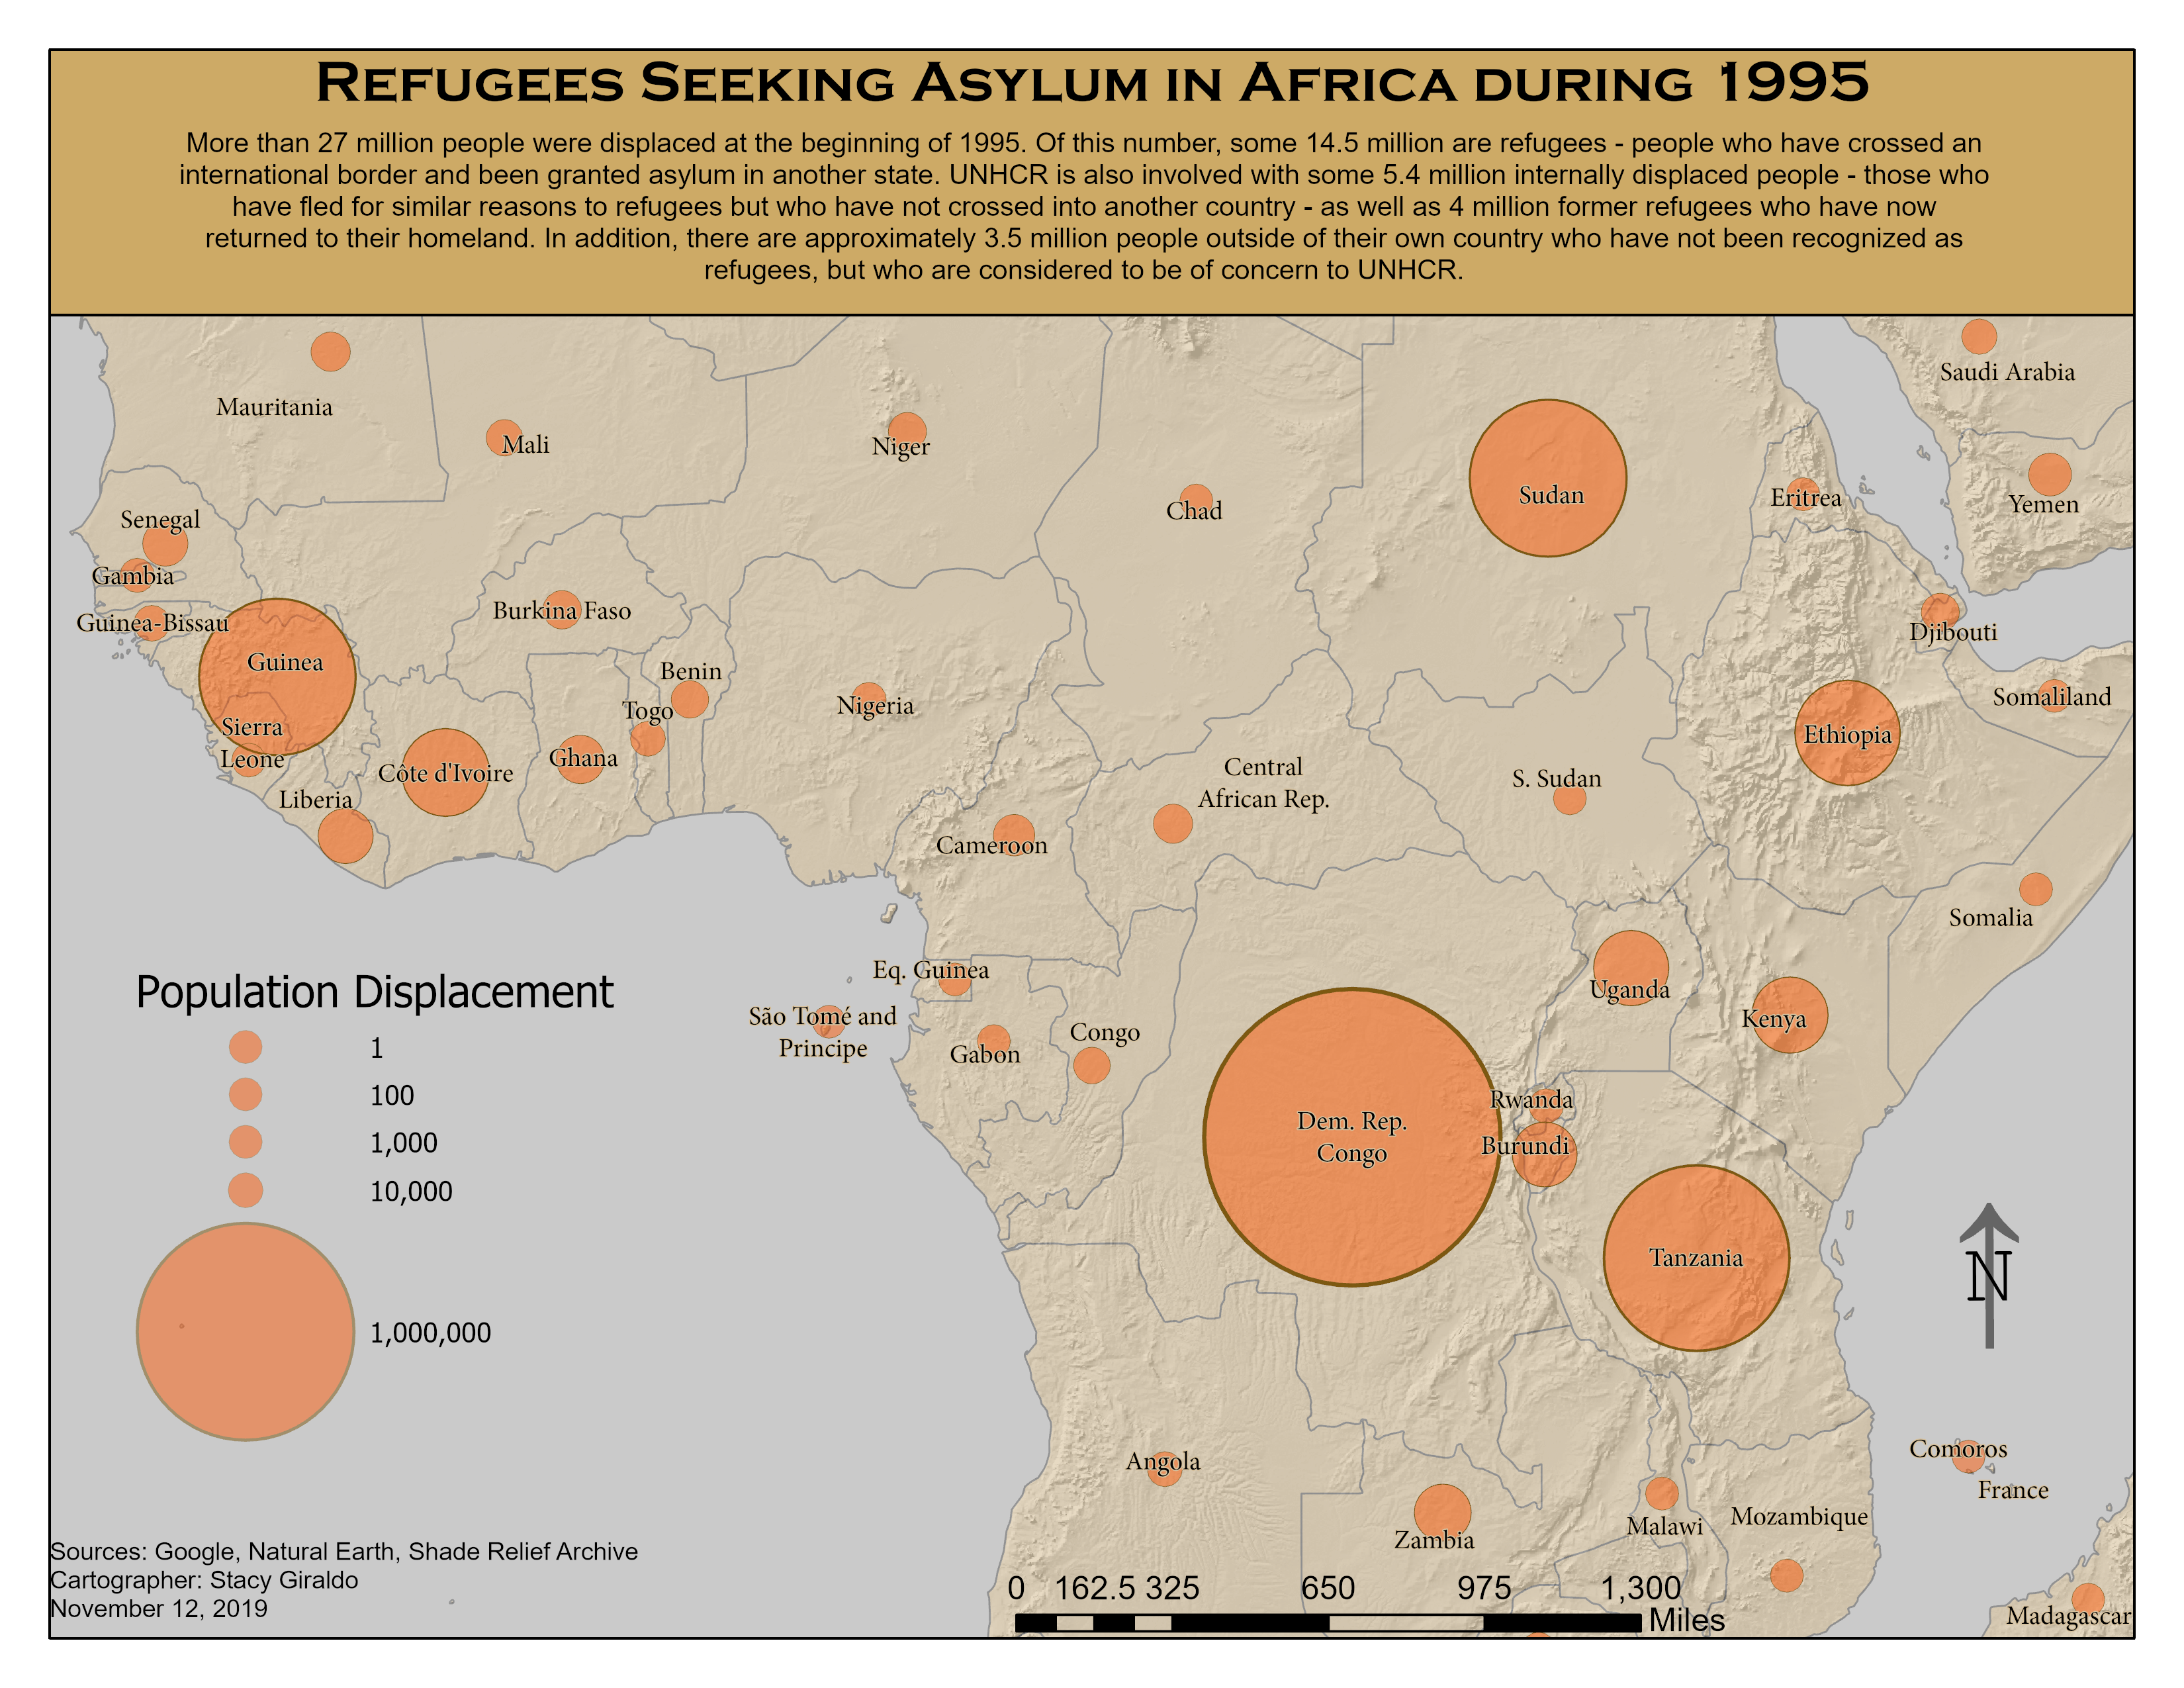 Refugees Seeking Asylum in Africa during 1995
More than 27 million people were displaced at the beginning of 1995. Of this number, some 14.5 million are refugees - people who have crossed an
international border and been granted asylum in another state. UNHCR is also involved with some 5.4 million internally displaced people - those who
have fled for similar reasons to refugees but who have not crossed into another country - as well as 4 million former refugees who have now
returned to their homeland. In addition, there are approximately 3.5 million people outside of their own country who have not been recognized as
refugees, but who are considered to be of concern to UNHCR.
Saudi Arabia
Mauritania
Mali
Niger
Chad
Sudan
Eritrea
Yemen
Senegal
Gambia
Guinea-Bissau
Burkina Faso
Djibouti
Guinea
Benin
Togo
Nigeria
Somaliland
Sierra
Leone
Ethiopia
Ghana
Côte d'Ivoire
Central
African Rep.
S. Sudan
Liberia
Cameroon
Somalia
Eq. Guinea
Uganda
São Tomé and
Principe
Gabon
Congo
Kenya
Rwanda
Burundi
Dem. Rep.
Congo
Tanzania
Population Displacement
1
100
1,000
10,000
1,000,000
N
Angola
Comoros
France
Zambia
Malawi
Mozambique
Madagascar
Sources: Google, Natural Earth, Shade Relief Archive
Cartographer: Stacy Giraldo
November 12, 2019
0 162.5 325 650 975 1,300
Miles